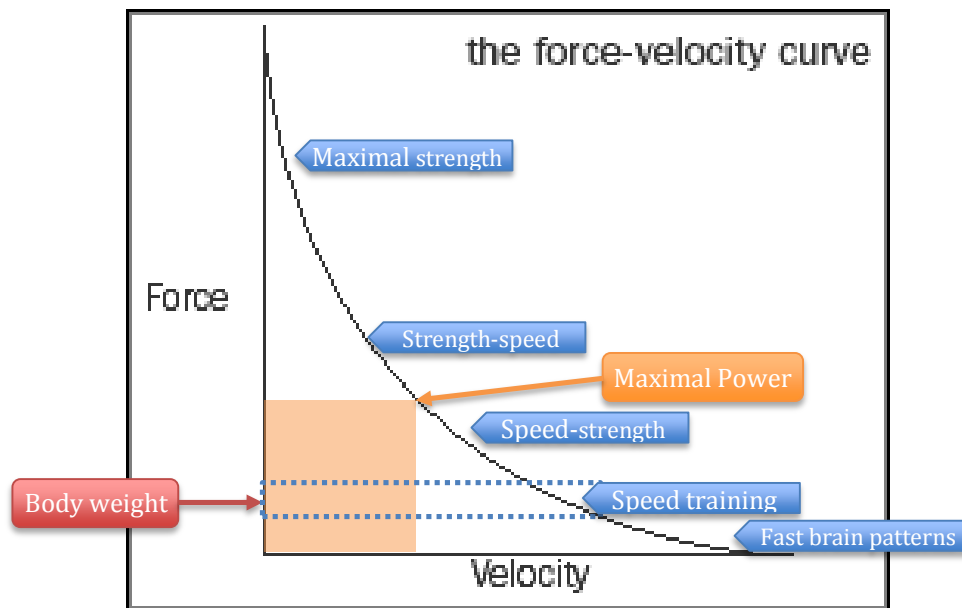 the force-velocity curve
Maximal strength
Force
Strength-speed
Maximal Power
Speed-strength
Body weight
Speed training
Fast brain patterns
Velocity